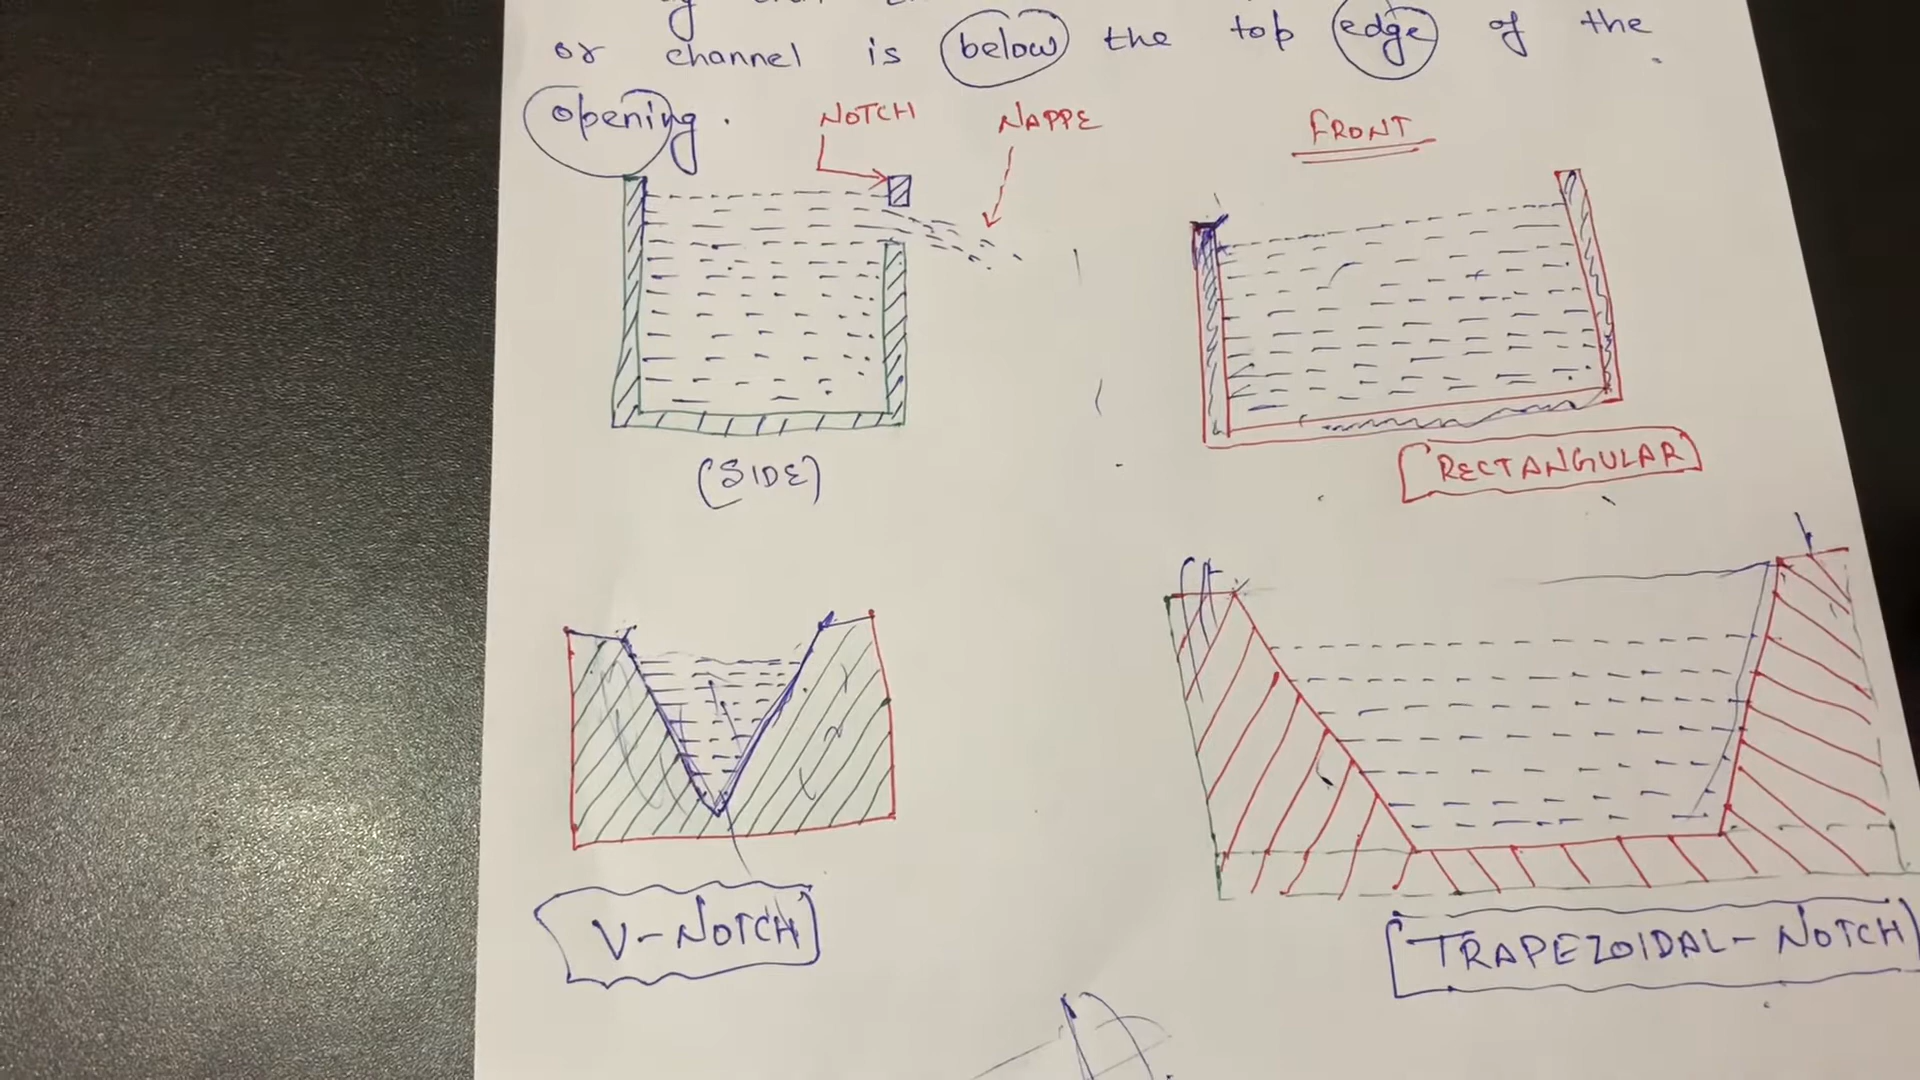 or channel is below the top edge of the
opening.
NOTCH
NAPPE
FRONT
(SIDE)
RECTANGULAR
V-NOTCH
TRAPEZOIDAL-NOTCH